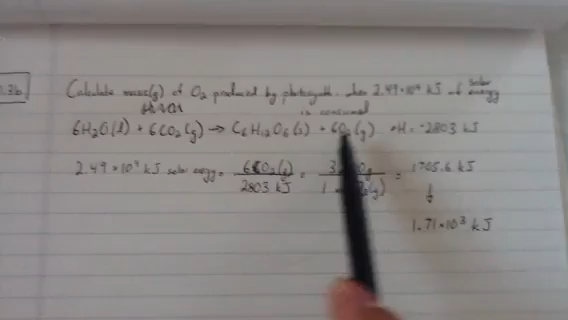 .36
Calculate mass(g) of O₂ produced by photosynth. when 2.49×10⁴ kJ of solar energy
is consumed
6H₂O(l) + 6CO₂(g) → C₆H₁₂O₆(s) + 6O₂(g) ΔH = -2803 kJ
2.49×10⁴ kJ solar energy = 6 O₂(g) / 2803 kJ = / = 1705.6 kJ
↓
1.71×10³ kJ